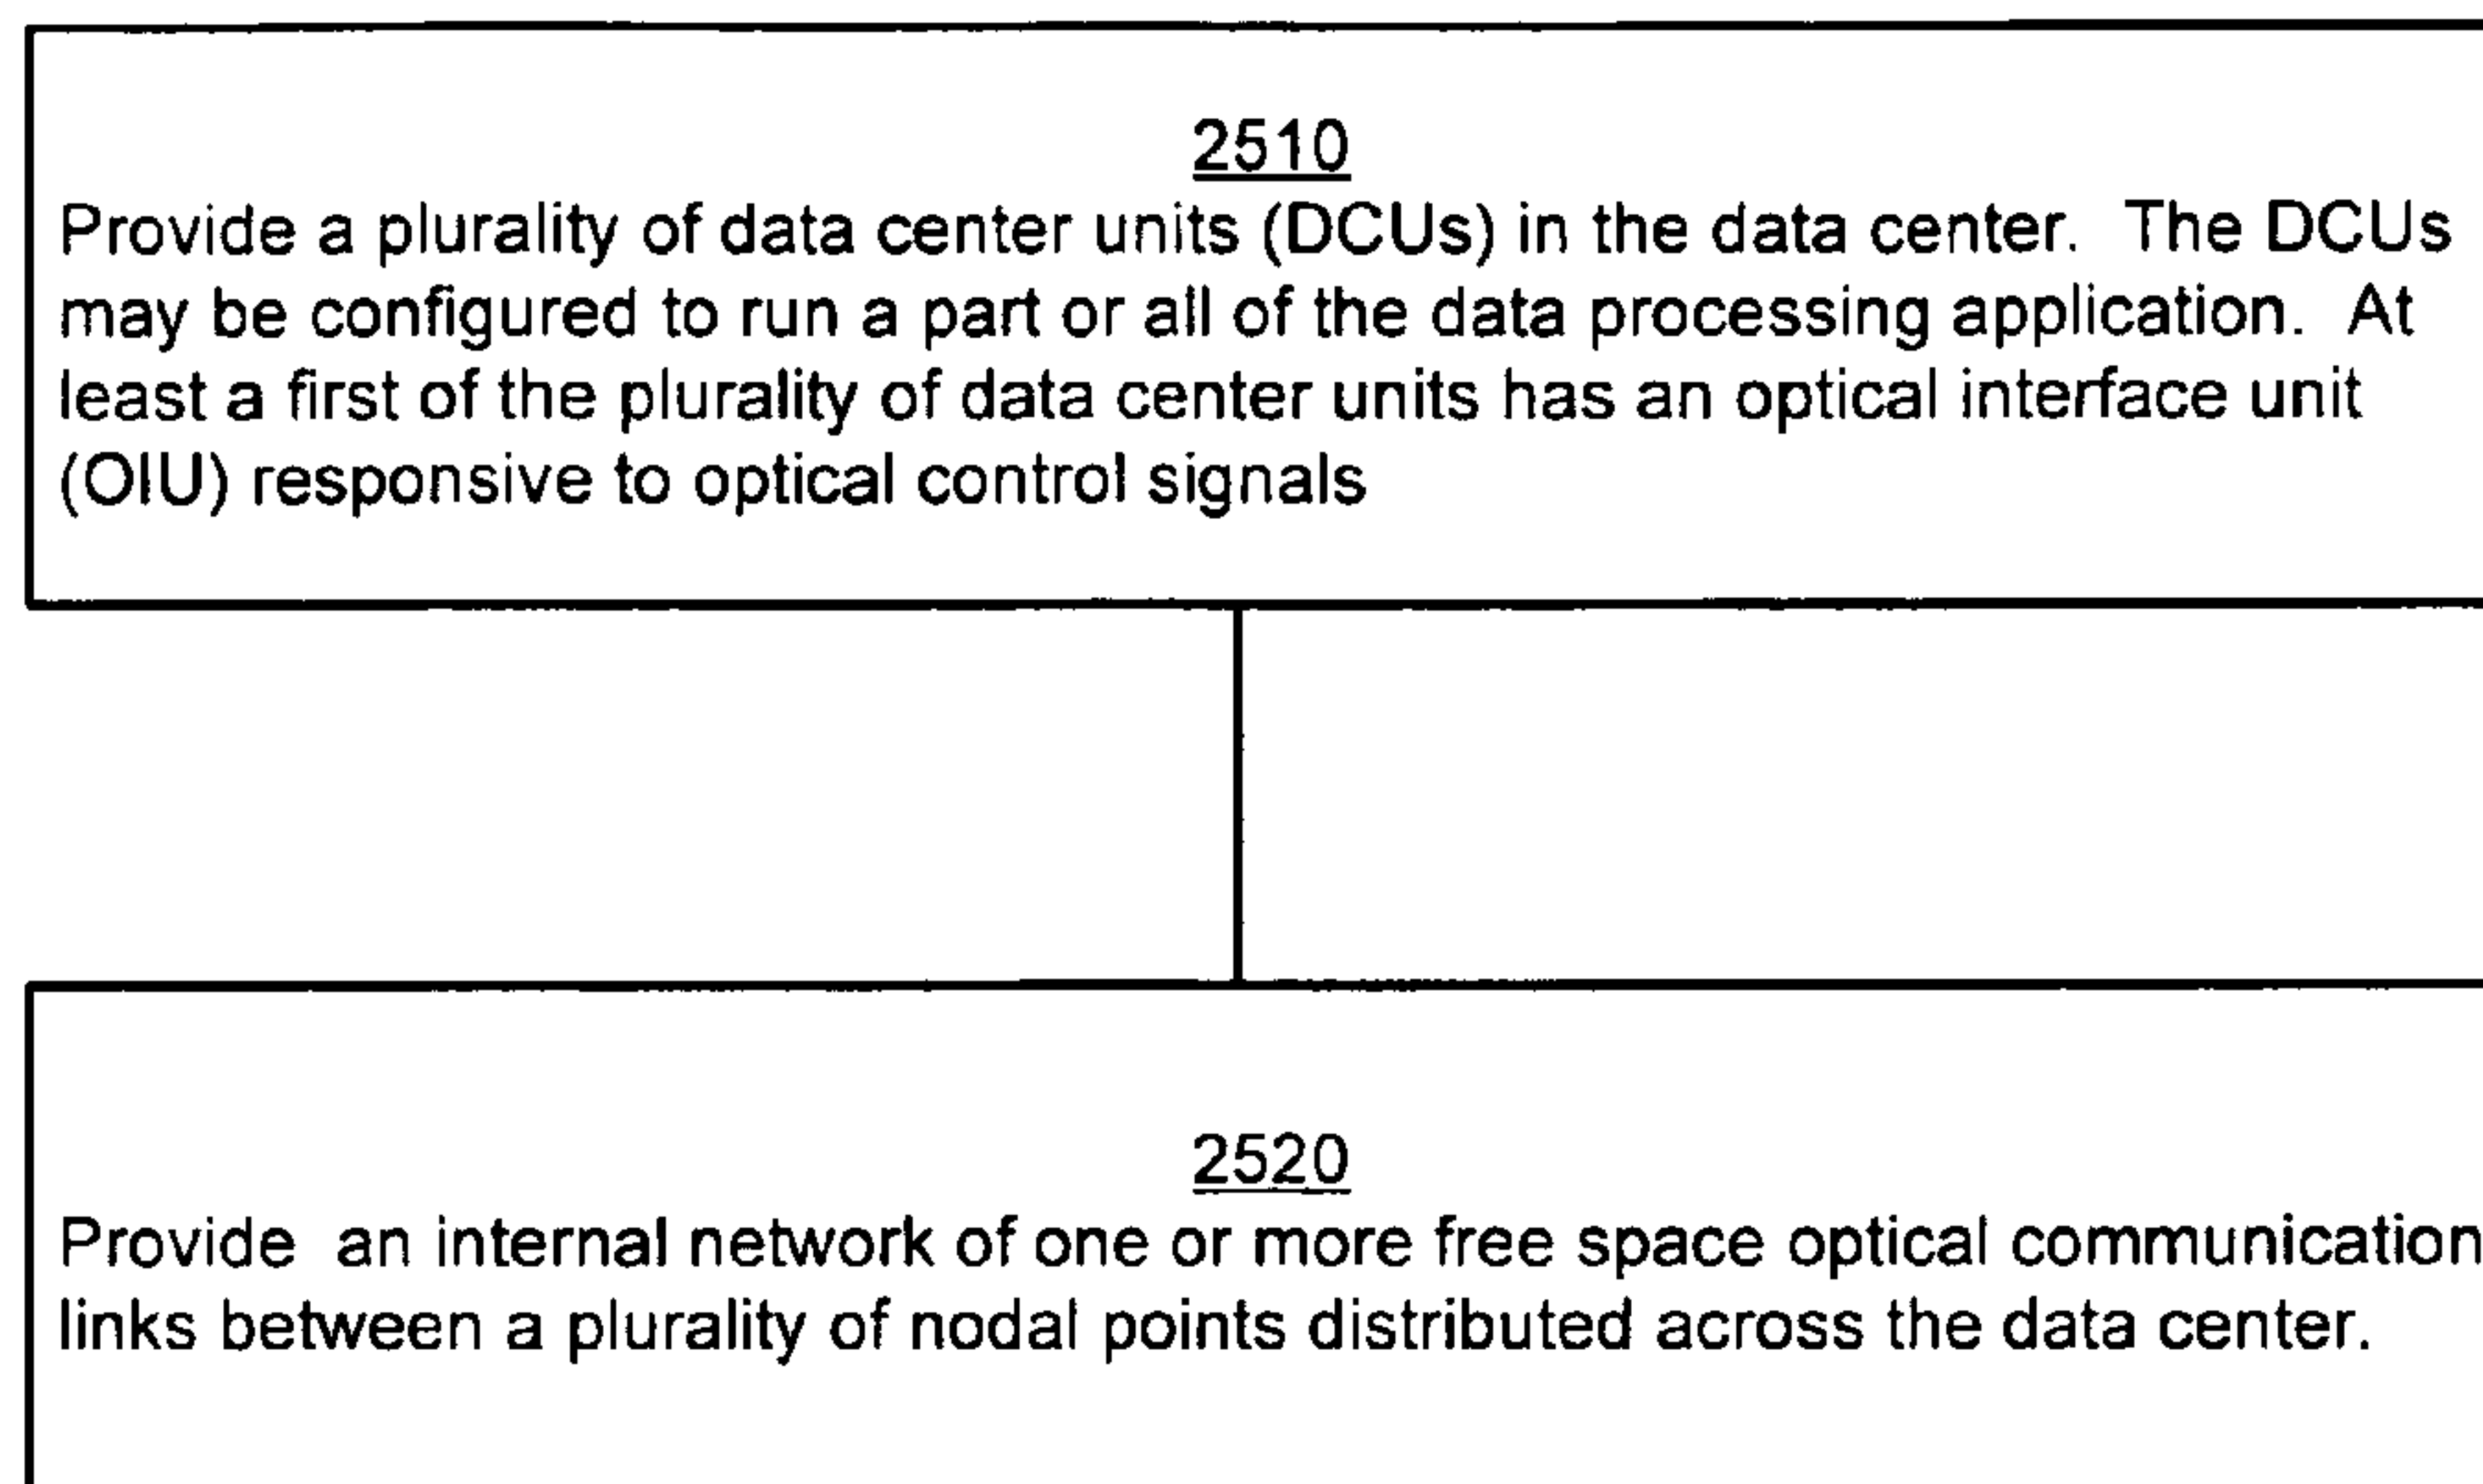 2510
Provide a plurality of data center units (DCUs) in the data center. The DCUs
may be configured to run a part or all of the data processing application. At
least a first of the plurality of data center units has an optical interface unit
(OIU) responsive to optical control signals
2520
Provide an internal network of one or more free space optical communication
links between a plurality of nodal points distributed across the data center.